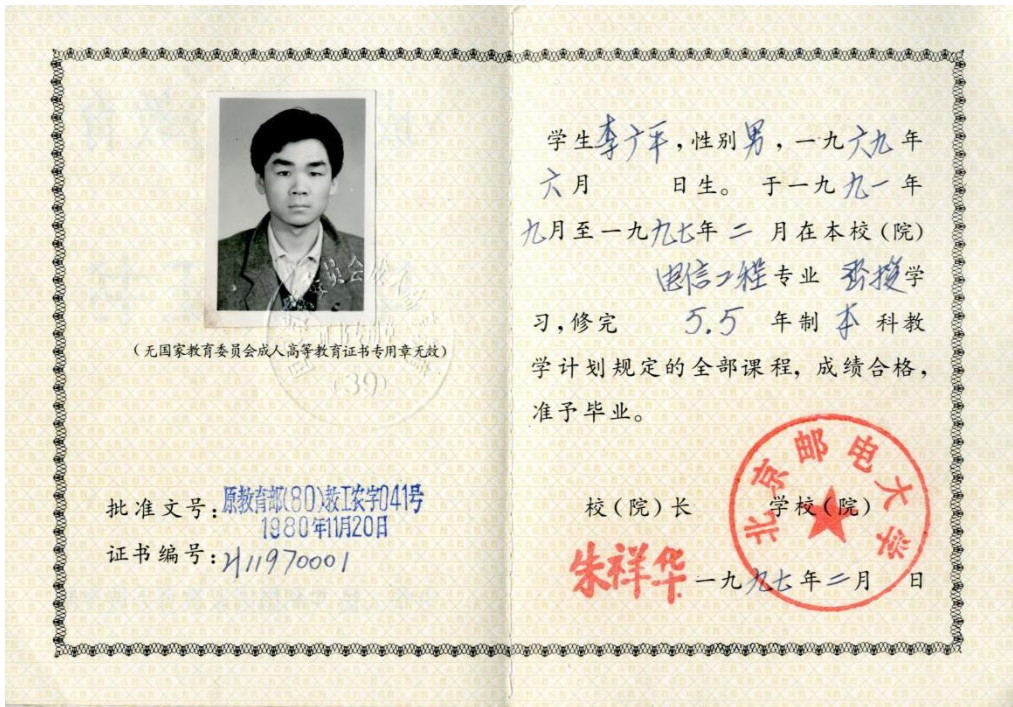 (无国家教育委员会成人高等教育证书专用章无效)
(39)
批准文号:原教育部(80)教工农字041号
1980年11月20日
证书编号:H11970001
学生李广平,性别男,一九六九年
六月 日生。于一九九一年
九月至一九九七年二月在本校(院)
电信工程专业 函授学
习,修完 5.5 年制 本 科教
学计划规定的全部课程,成绩合格,
准予毕业。
校(院)长 学校(院)
北京邮电大学
朱祥华 一九九七年二月 日